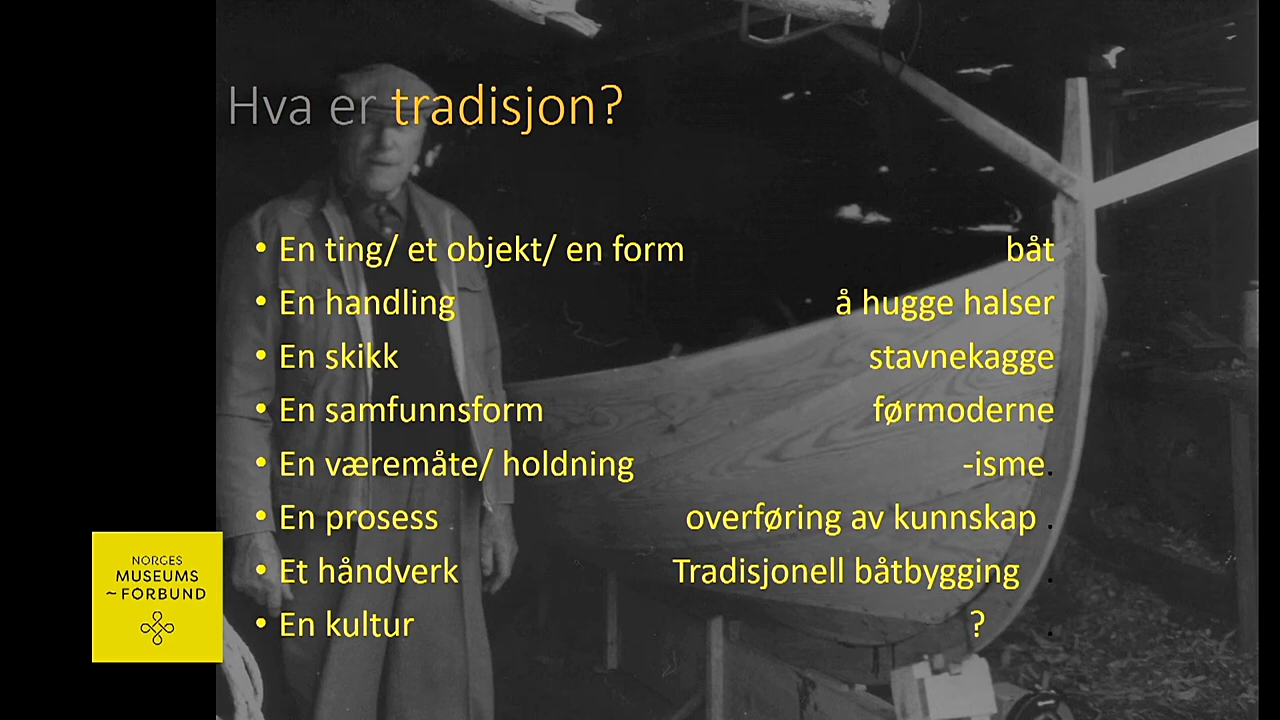 Hva er tradisjon?
• En ting/ et objekt/ en form båt
• En handling å hugge halser
• En skikk stavnekagge
• En samfunnsform førmoderne
• En væremåte/ holdning -isme.
• En prosess overføring av kunnskap .
• Et håndverk Tradisjonell båtbygging .
• En kultur ? .
NORGES
MUSEUMS
~FORBUND